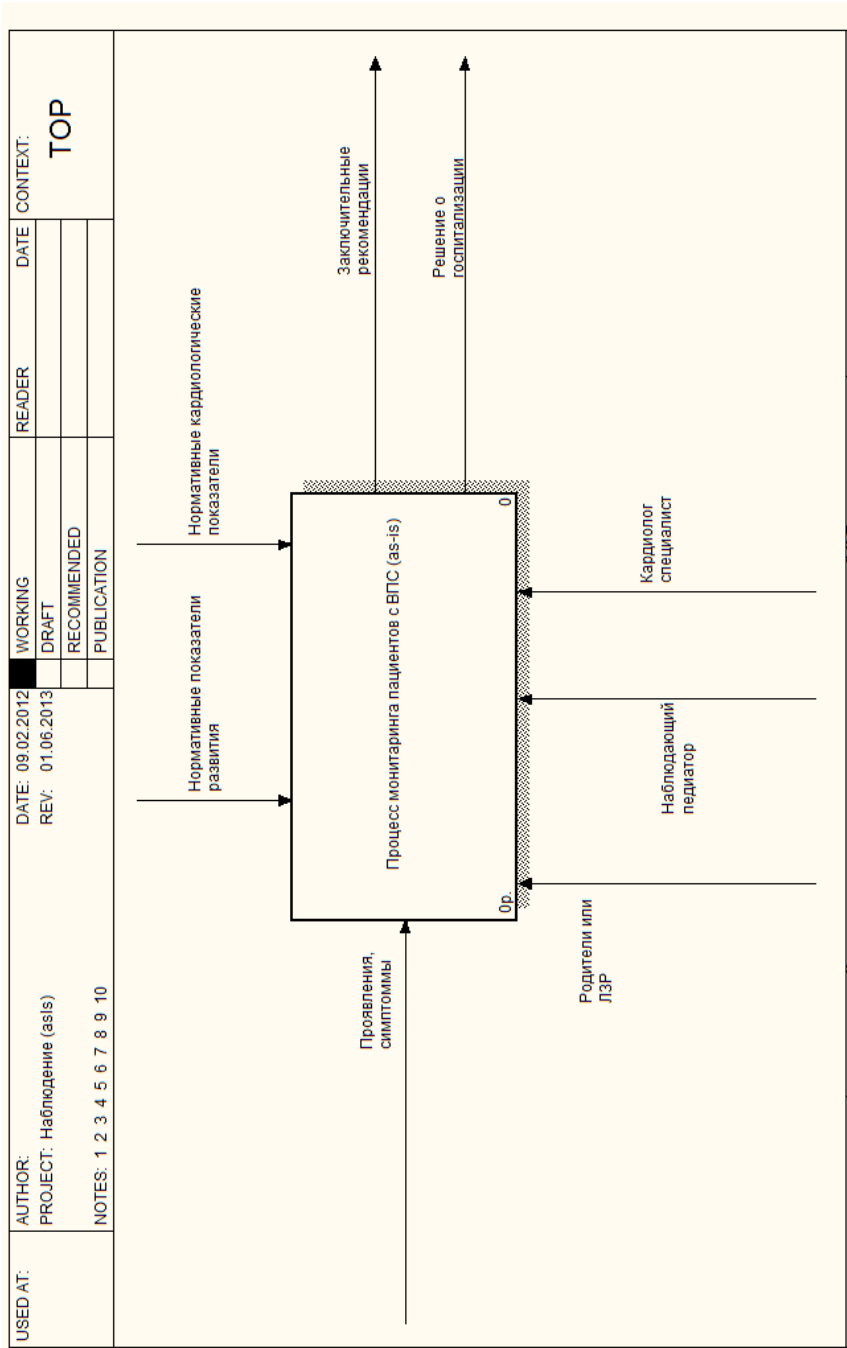 USED AT:
AUTHOR:
PROJECT: Наблюдение (asIs)
NOTES: 1 2 3 4 5 6 7 8 9 10
DATE: 09.02.2012
REV: 01.06.2013
WORKING
DRAFT
RECOMMENDED
PUBLICATION
READER
DATE
CONTEXT:
TOP
Нормативные показатели
развития
Нормативные кардиологические
показатели
Проявления,
симптоммы
Процесс монитаринга пациентов с ВПС (as-is)
0р.
0
Заключительные
рекомендации
Решение о
госпитализации
Родители или
ЛЗР
Наблюдающий
педиатор
Кардиолог
специалист